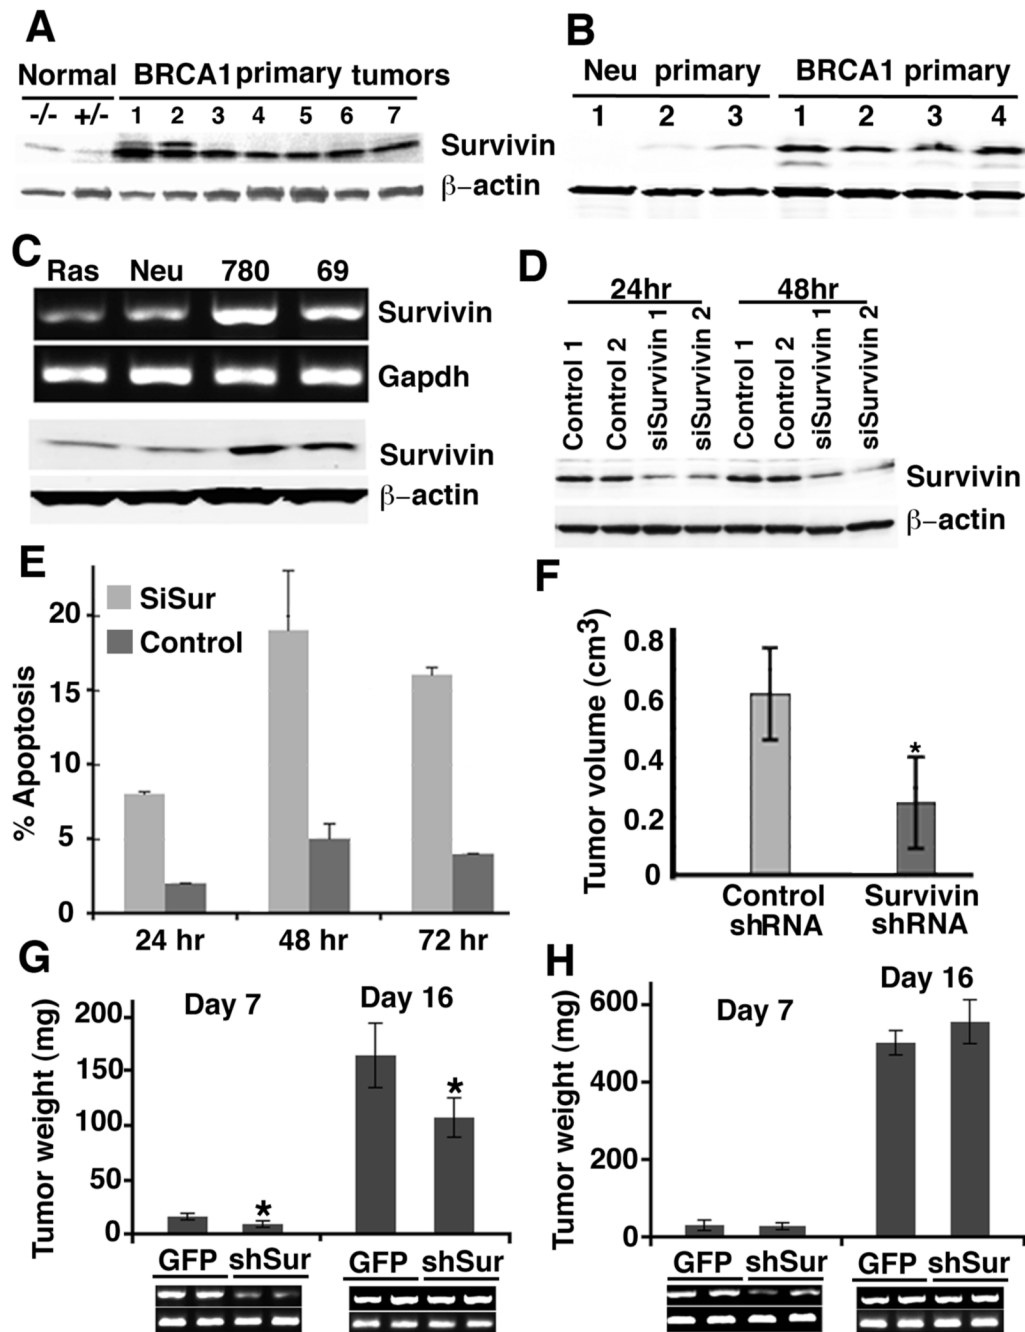 A
Normal BRCA1 primary tumors
-/- +/- 1 2 3 4 5 6 7
Survivin
β-actin
B
Neu primary BRCA1 primary
1 2 3 1 2 3 4
C
Ras Neu 780 69
Survivin
Gapdh
Survivin
β-actin
D
24hr 48hr
Control 1 Control 2 siSurvivin 1 siSurvivin 2 Control 1 Control 2 siSurvivin 1 siSurvivin 2
Survivin
β-actin
E
SiSur
Control
% Apoptosis
20
15
10
5
0
24 hr 48 hr 72 hr
F
Tumor volume (cm3)
0.8
0.6
0.4
0.2
0
*
Control shRNA
Survivin shRNA
G
Tumor weight (mg)
Day 7 Day 16
200
150
100
50
0
* *
GFP shSur GFP shSur
H
Tumor weight (mg)
Day 7 Day 16
600
400
200
0
GFP shSur GFP shSur